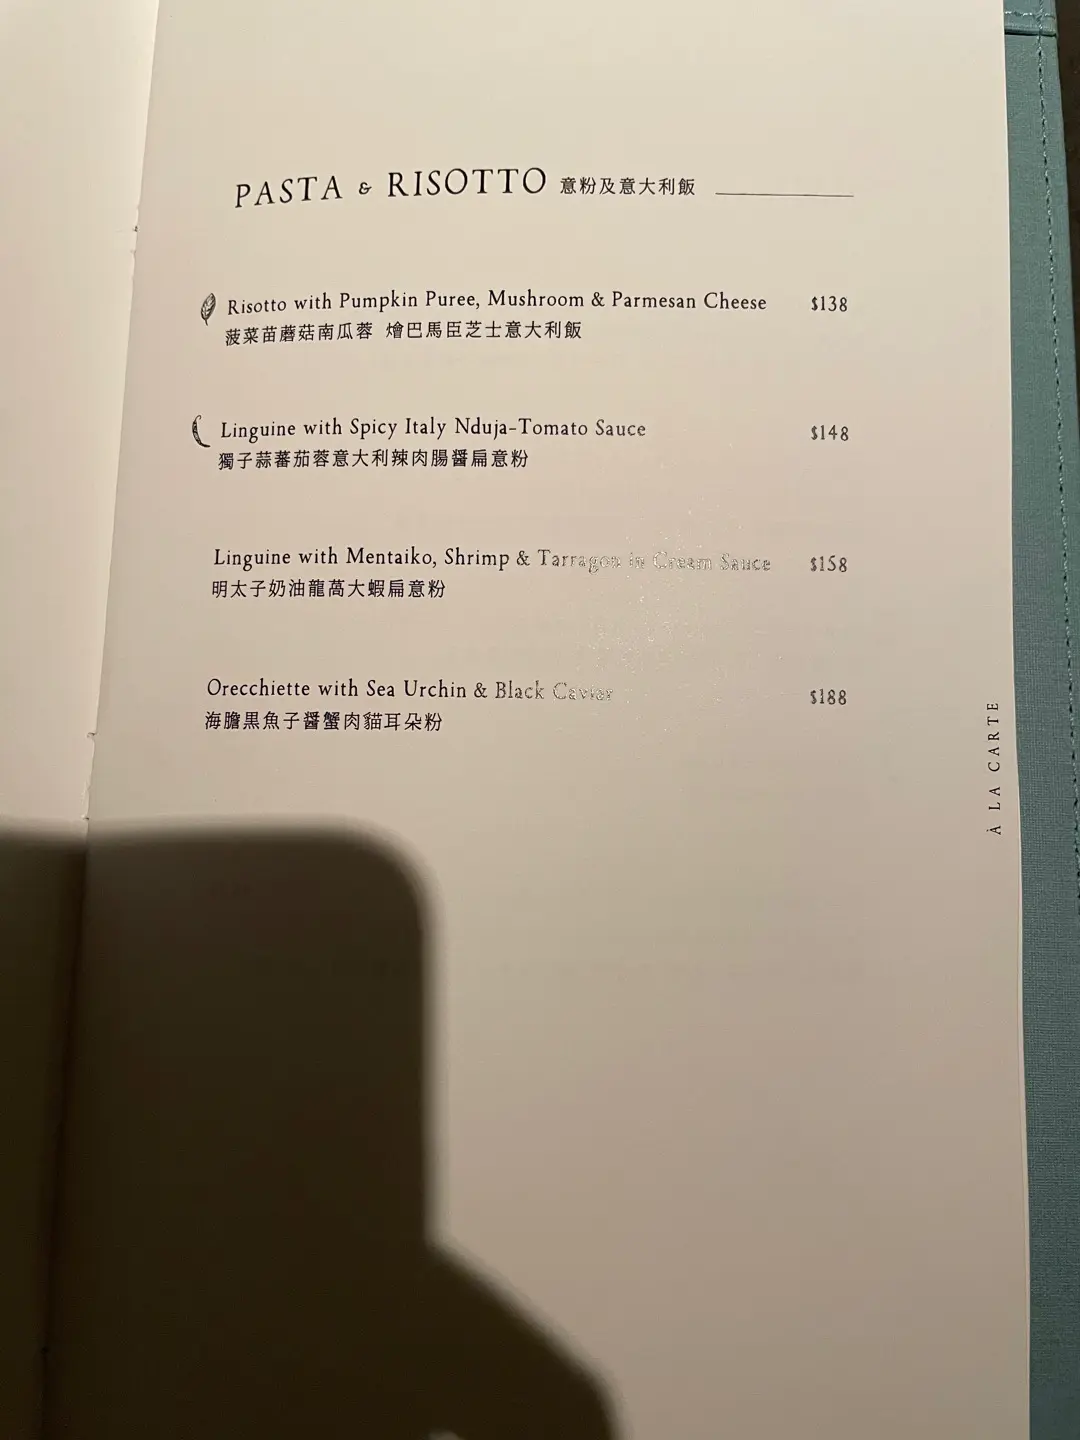 PASTA & RISOTTO 意粉及意大利飯
Risotto with Pumpkin Puree, Mushroom & Parmesan Cheese $138
菠菜苗蘑菇南瓜蓉 燴巴馬臣芝士意大利飯
Linguine with Spicy Italy Nduja-Tomato Sauce $148
獨子蒜蕃茄蓉意大利辣肉腸醬扁意粉
Linguine with Mentaiko, Shrimp & Tarragon in Cream Sauce $158
明太子奶油龍蒿大蝦扁意粉
Orecchiette with Sea Urchin & Black Caviar $188
海膽黑魚子醬蟹肉貓耳朵粉
À LA CARTE